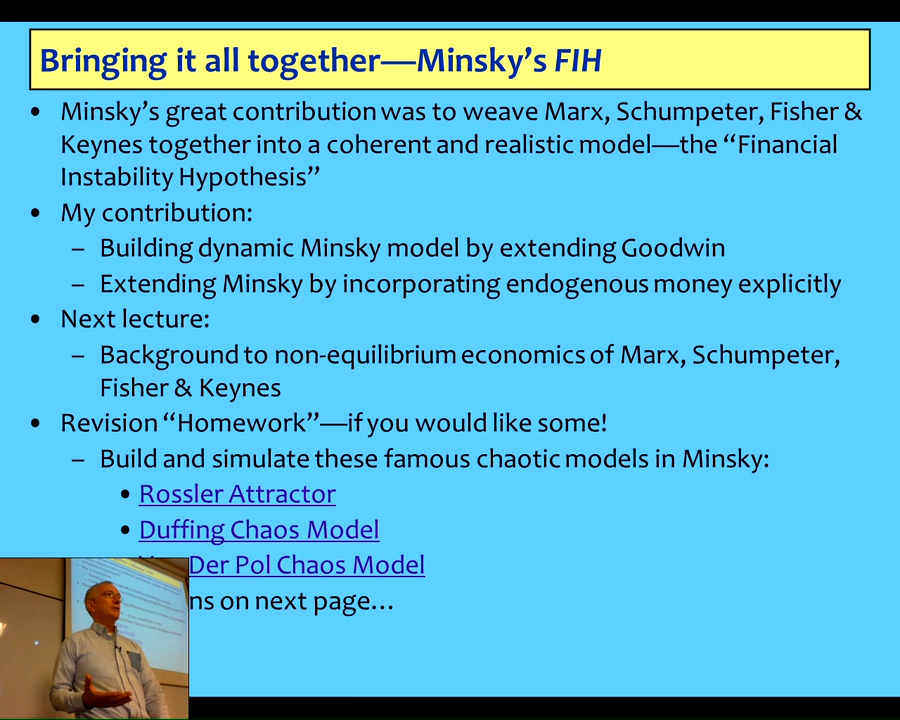 Bringing it all together—Minsky's FIH
• Minsky's great contribution was to weave Marx, Schumpeter, Fisher &
Keynes together into a coherent and realistic model—the “Financial
Instability Hypothesis”
• My contribution:
– Building dynamic Minsky model by extending Goodwin
– Extending Minsky by incorporating endogenous money explicitly
• Next lecture:
– Background to non-equilibrium economics of Marx, Schumpeter,
Fisher & Keynes
• Revision “Homework”—if you would like some!
– Build and simulate these famous chaotic models in Minsky:
• Rossler Attractor
• Duffing Chaos Model
Der Pol Chaos Model
on next page…